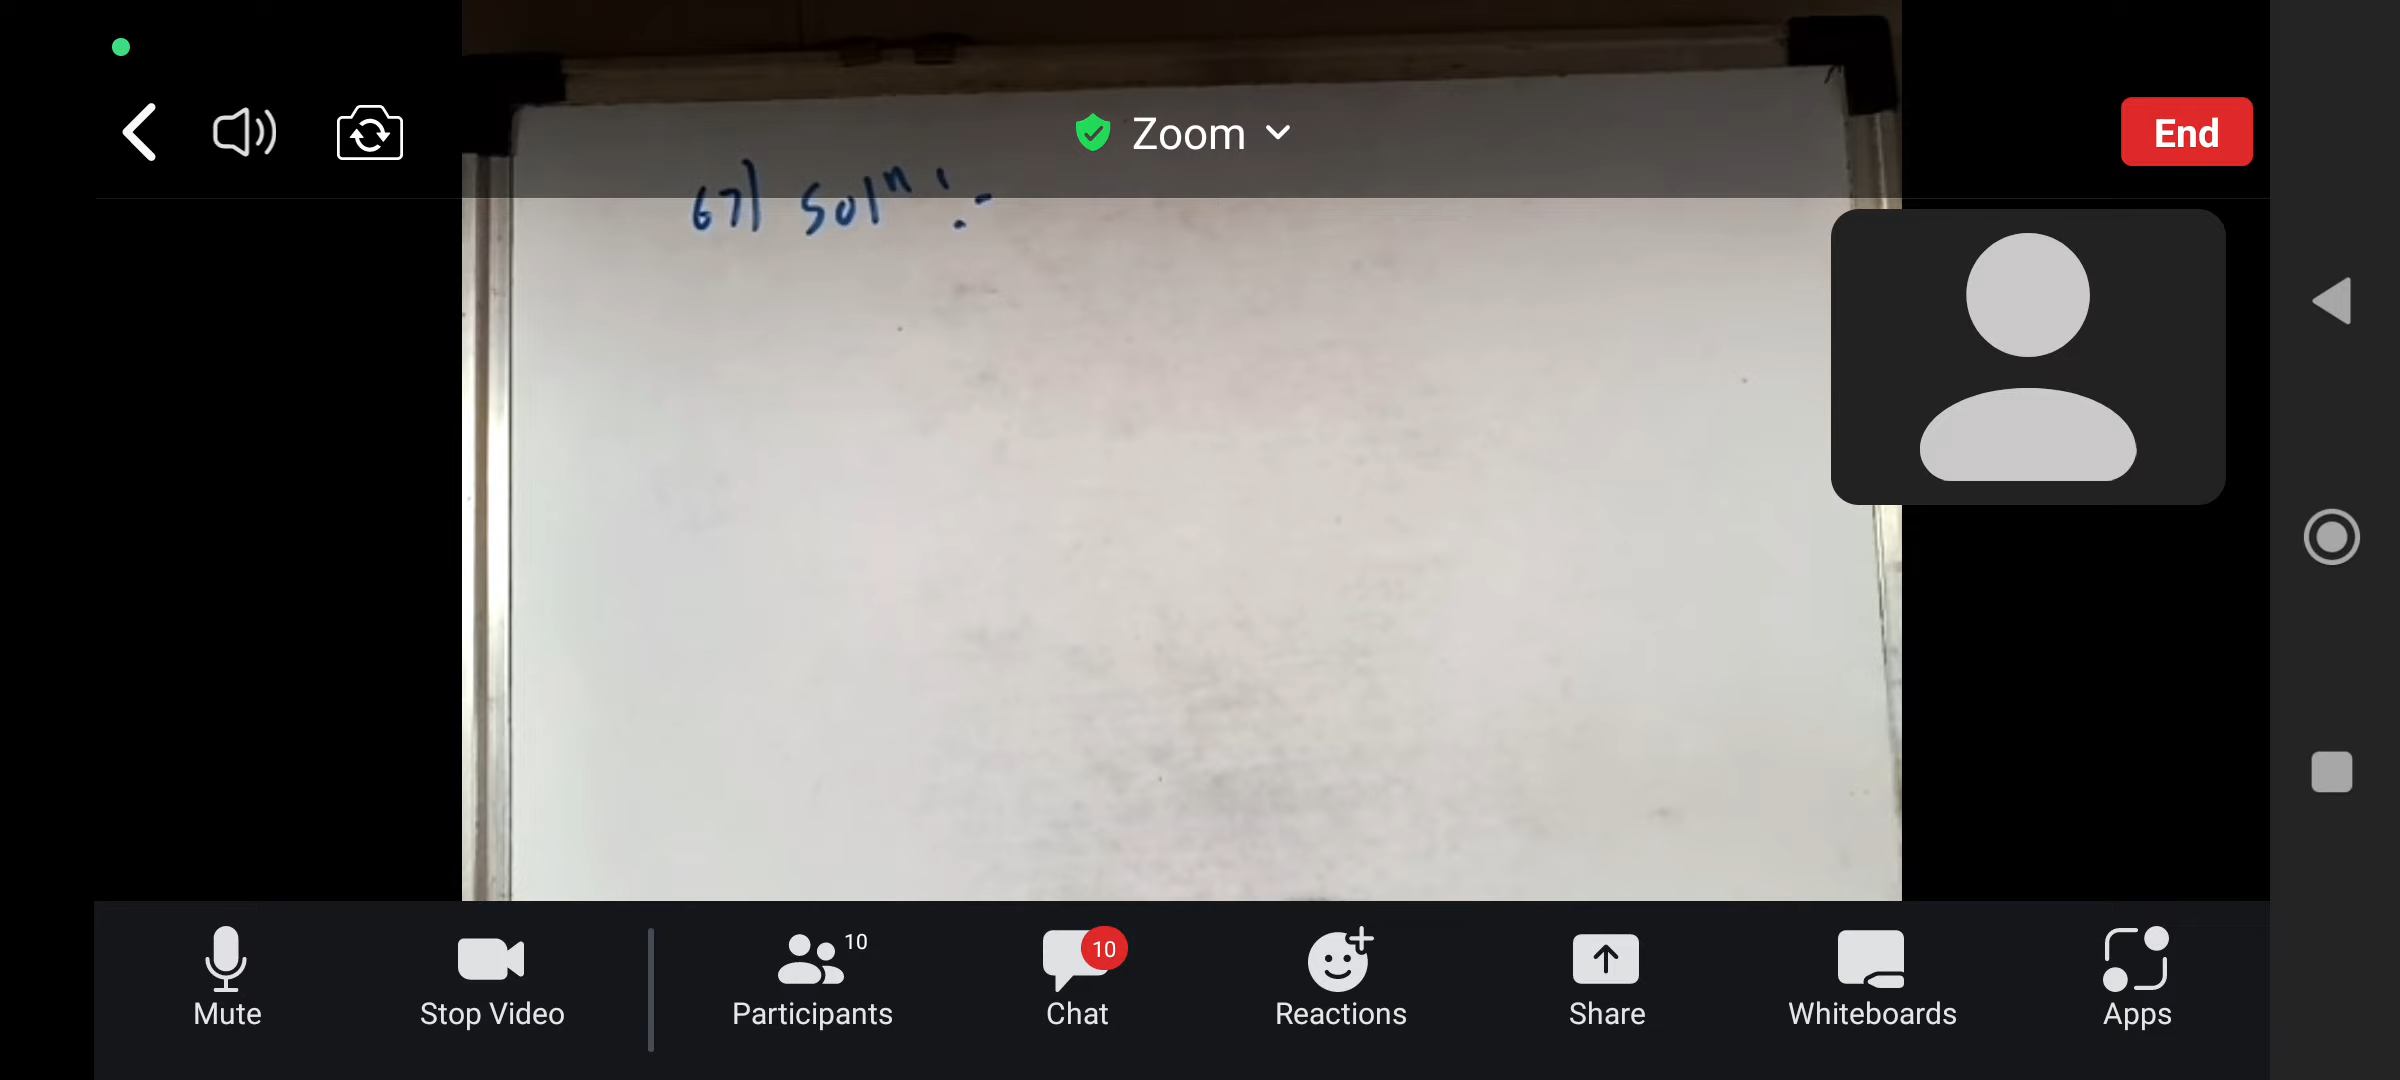 Zoom
End
67) Solⁿ :-
10
10
Mute
Stop Video
Participants
Chat
Reactions
Share
Whiteboards
Apps